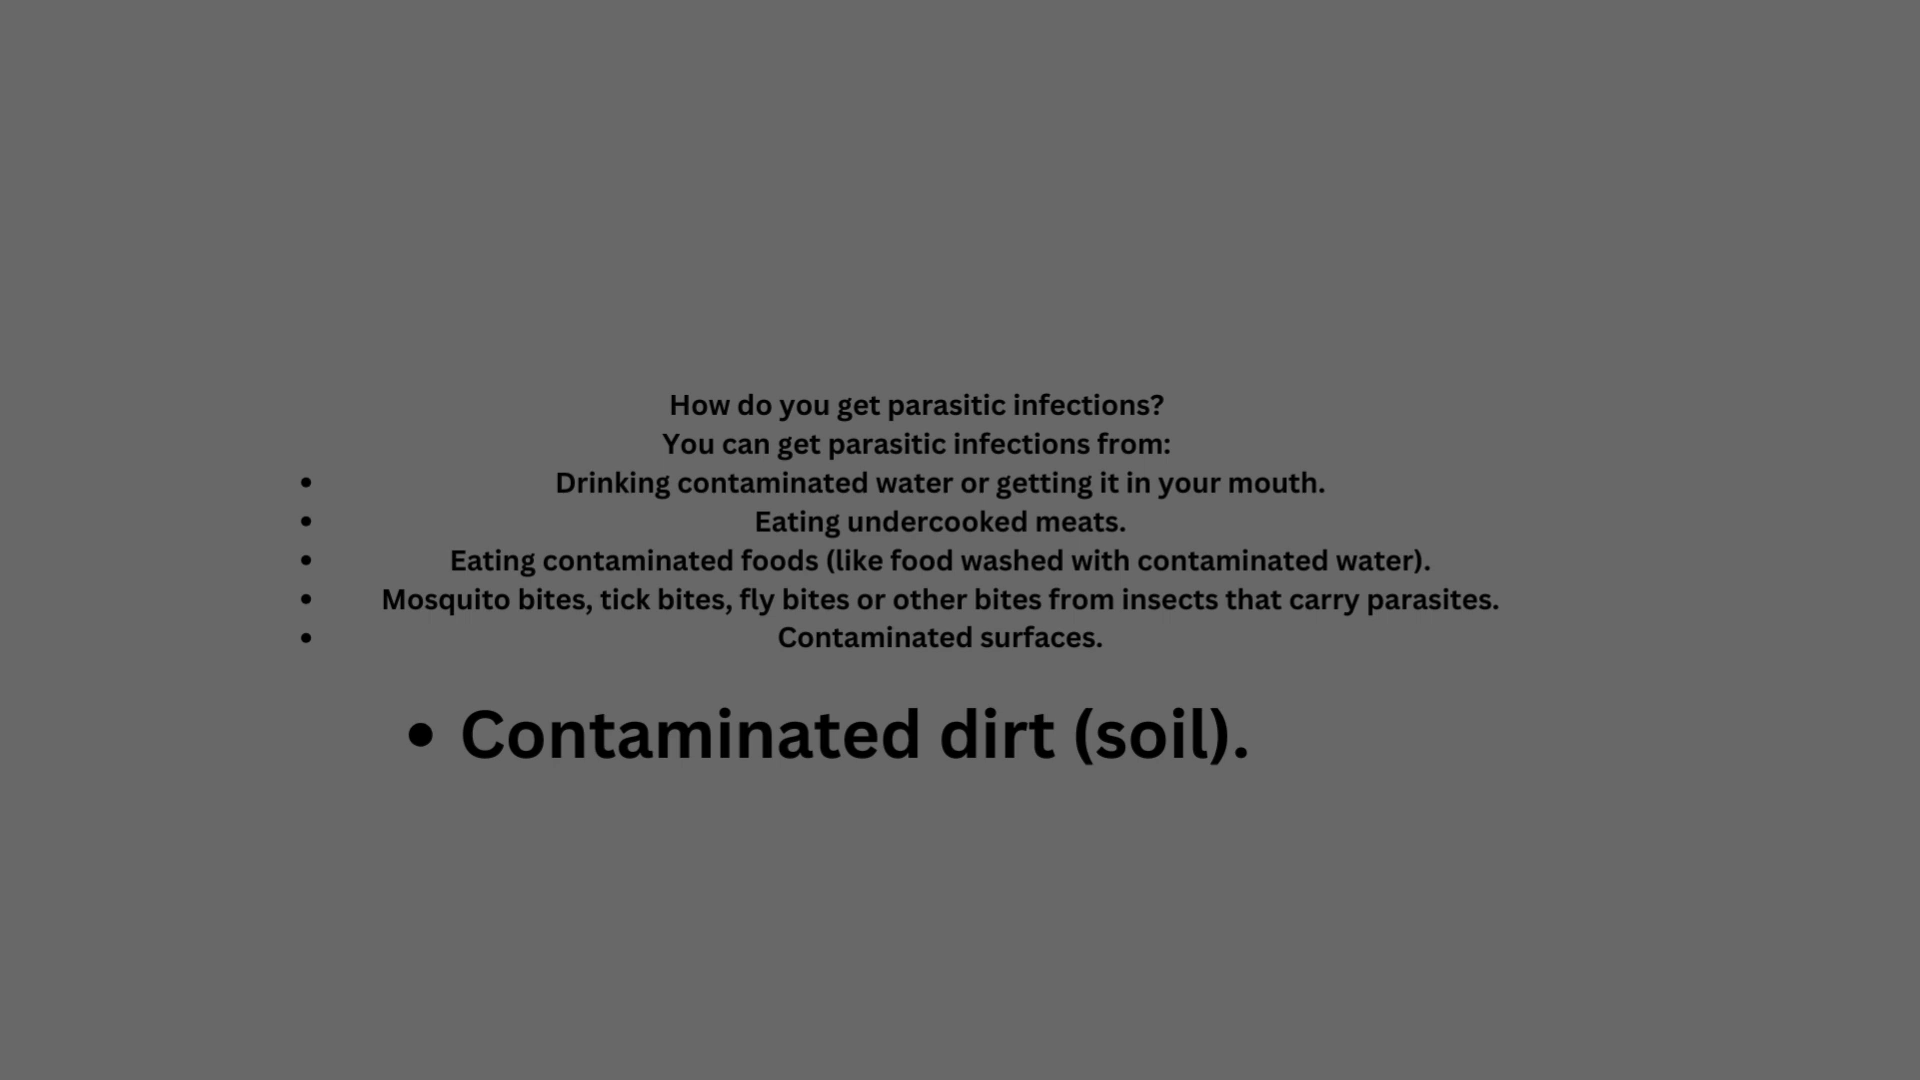 How do you get parasitic infections?
You can get parasitic infections from:
• Drinking contaminated water or getting it in your mouth.
• Eating undercooked meats.
• Eating contaminated foods (like food washed with contaminated water).
• Mosquito bites, tick bites, fly bites or other bites from insects that carry parasites.
• Contaminated surfaces.
• Contaminated dirt (soil).